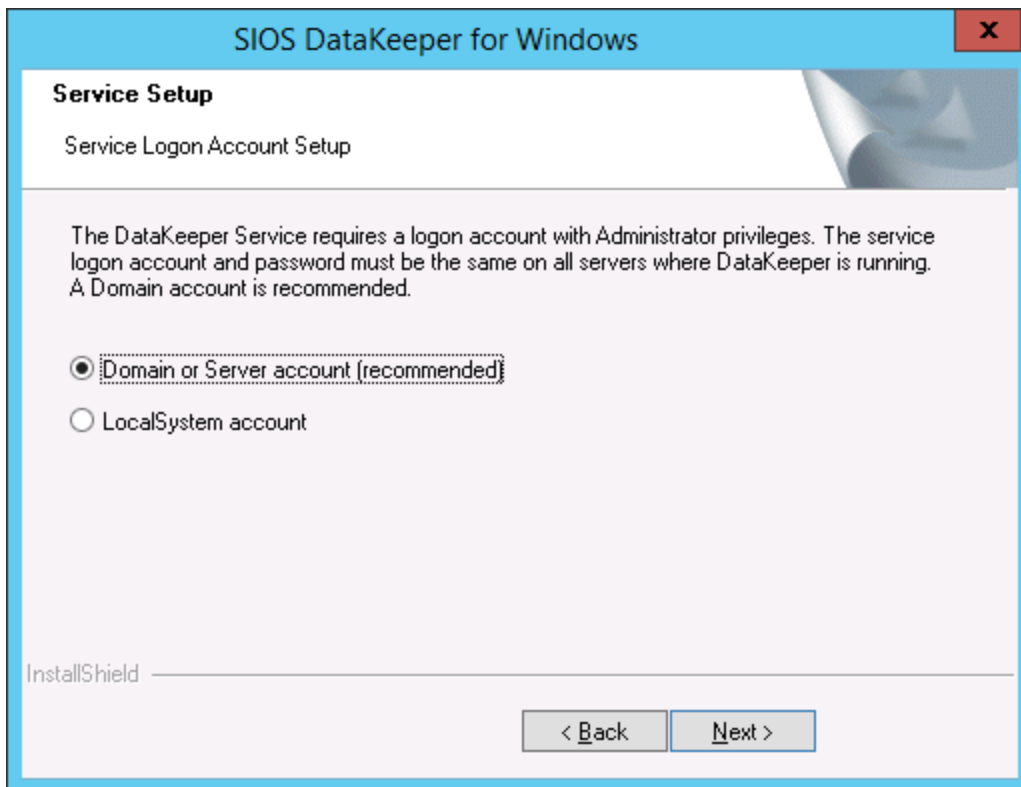 SIOS DataKeeper for Windows
x
Service Setup
Service Logon Account Setup
The DataKeeper Service requires a logon account with Administrator privileges. The service
logon account and password must be the same on all servers where DataKeeper is running.
A Domain account is recommended.
Domain or Server account (recommended)
LocalSystem account
InstallShield
< Back
Next >